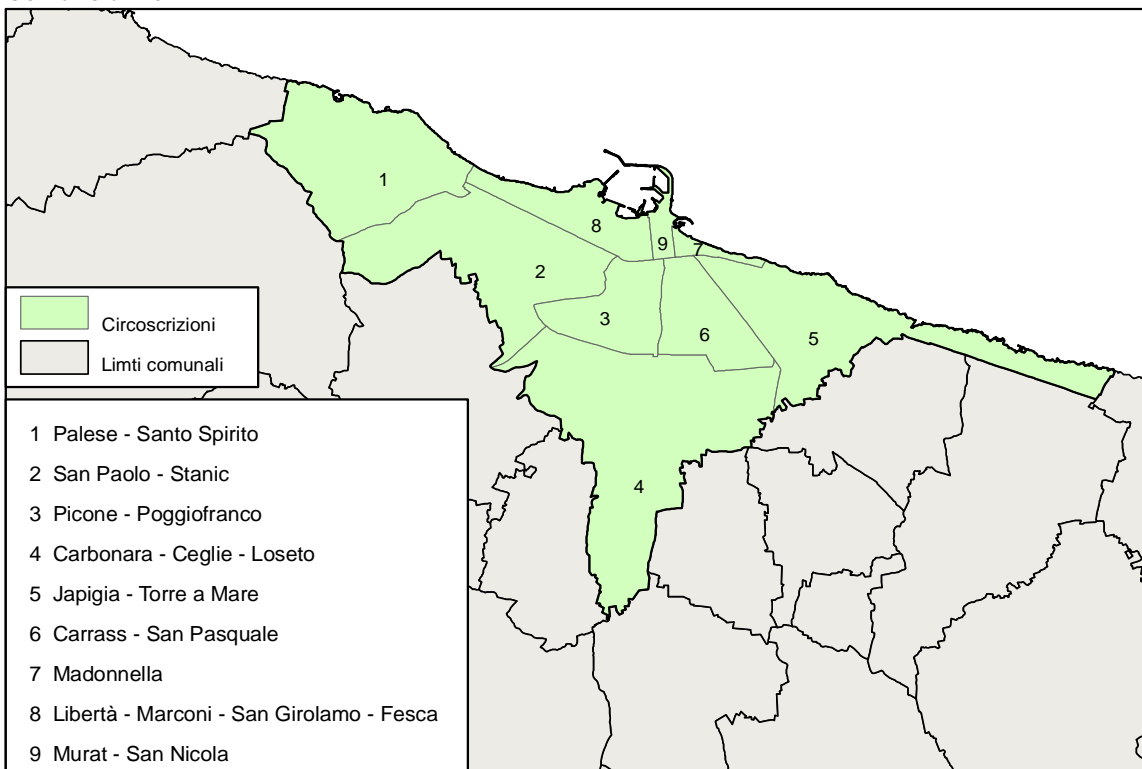 1
8
9
7
2
3
6
5
4
Circoscrizioni
Limti comunali
1 Palese - Santo Spirito
2 San Paolo - Stanic
3 Picone - Poggiofranco
4 Carbonara - Ceglie - Loseto
5 Japigia - Torre a Mare
6 Carrass - San Pasquale
7 Madonnella
8 Libertà - Marconi - San Girolamo - Fesca
9 Murat - San Nicola